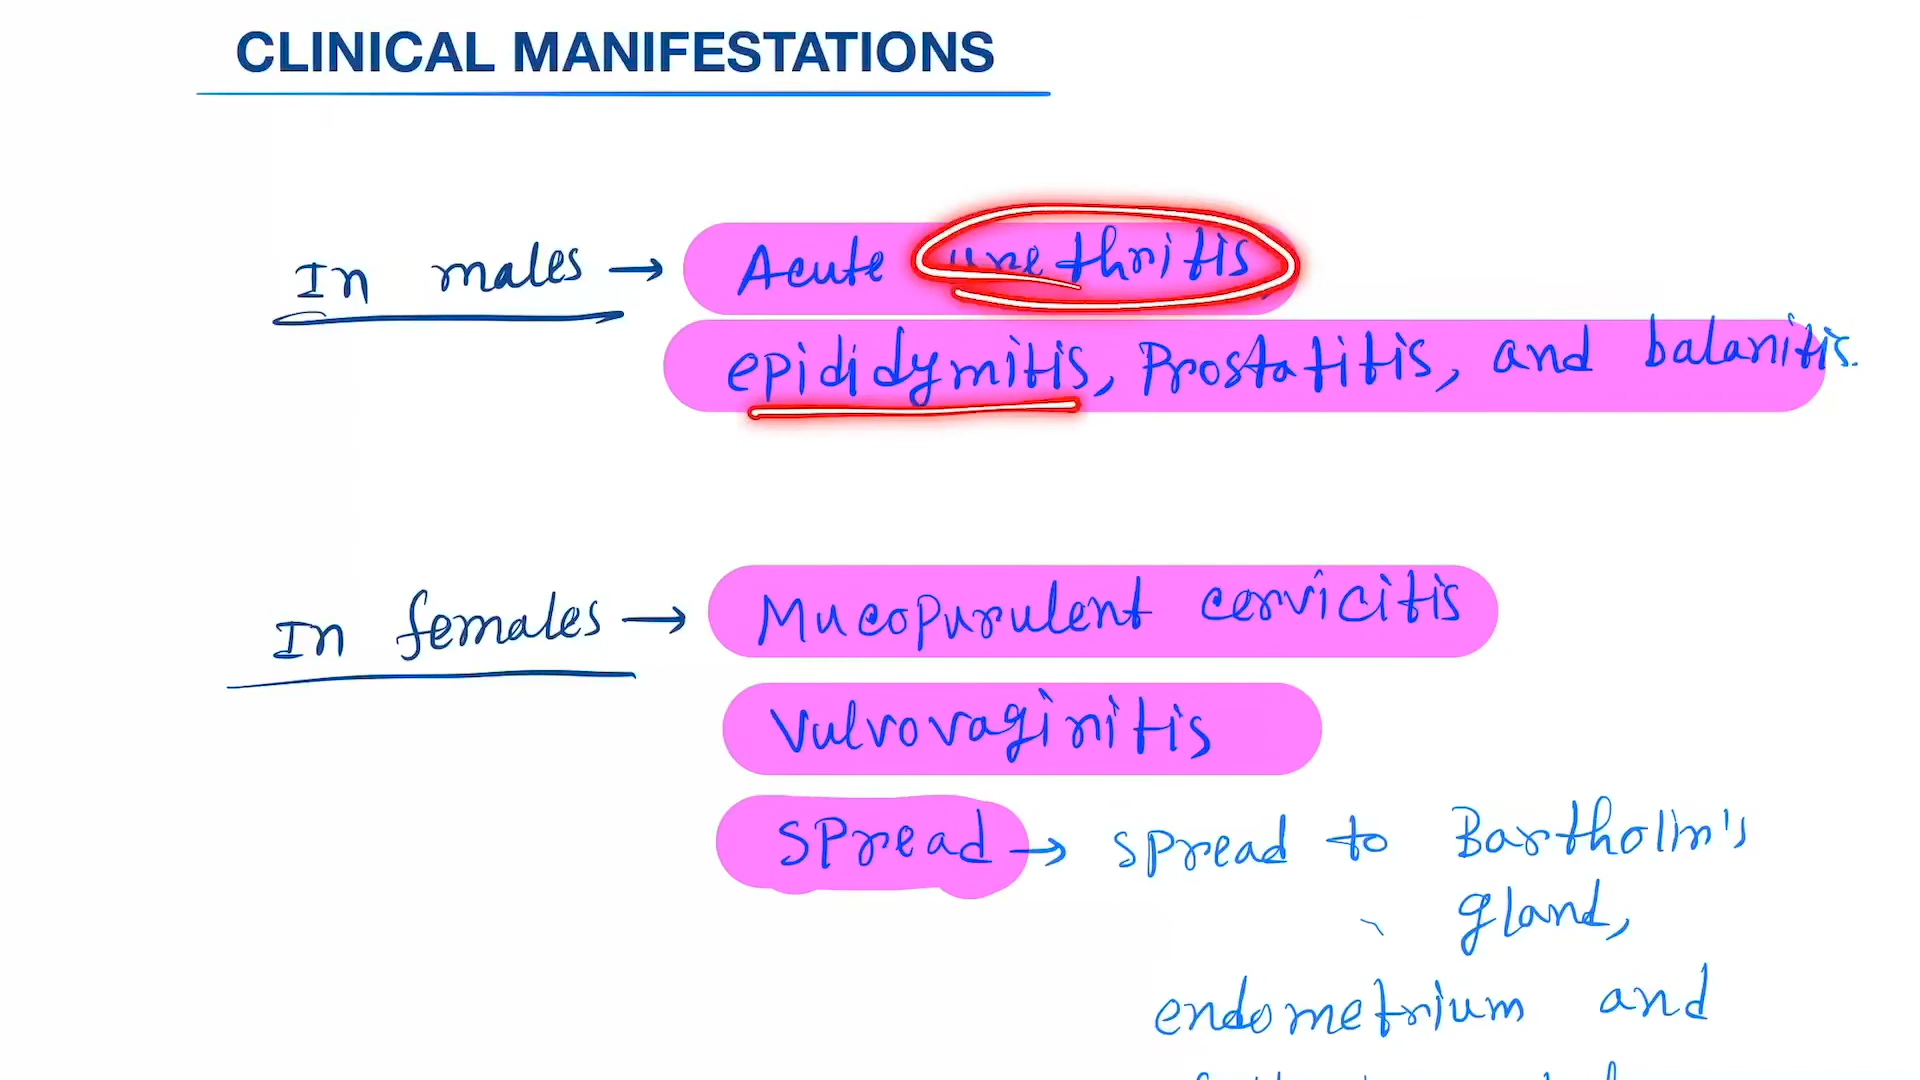 CLINICAL MANIFESTATIONS
In males → Acute urethritis,
epididymitis, Prostatitis, and balanitis.
In females → Mucopurulent cervicitis
Vulvovaginitis
Spread → spread to Bartholin's
gland,
endometrium and